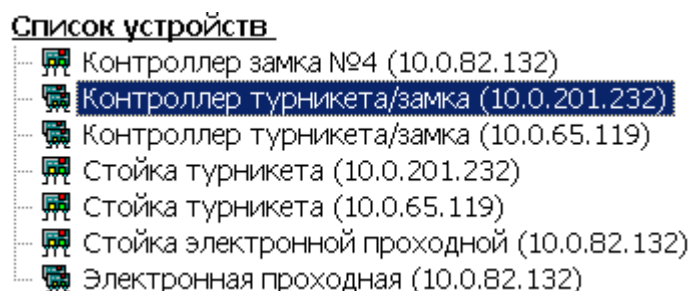 Список устройств
Контроллер замка №4 (10.0.82.132)
Контроллер турникета/замка (10.0.201.232)
Контроллер турникета/замка (10.0.65.119)
Стойка турникета (10.0.201.232)
Стойка турникета (10.0.65.119)
Стойка электронной проходной (10.0.82.132)
Электронная проходная (10.0.82.132)